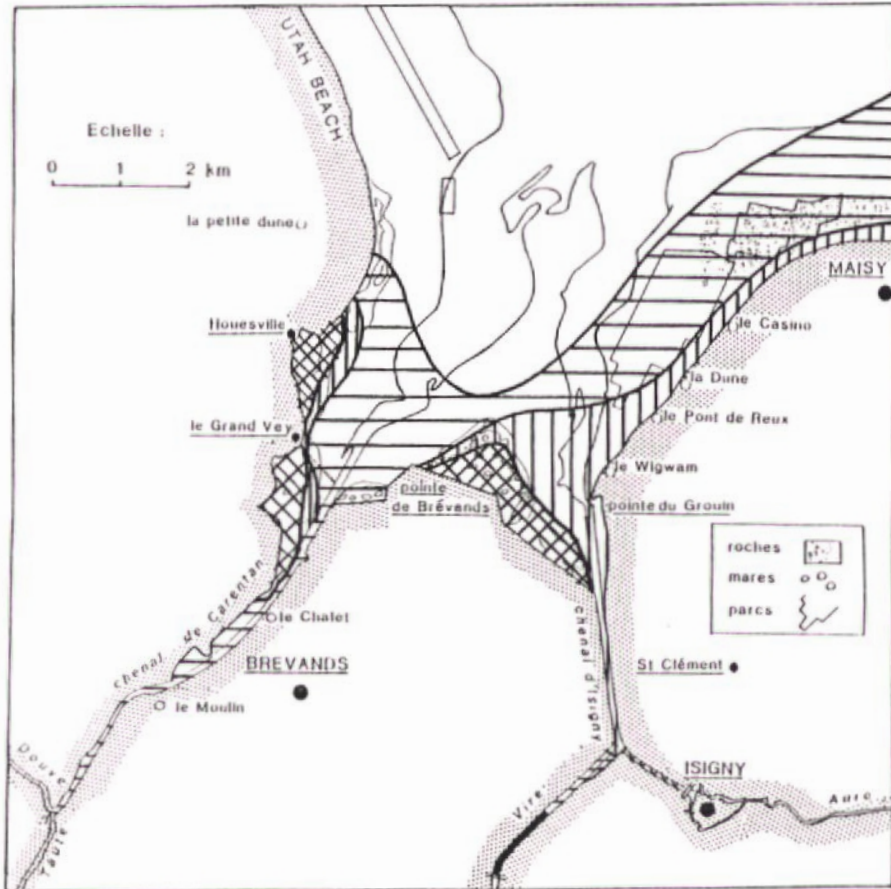 UTAH BEACH
Echelle :
0 1 2 km
la petite dune
MAISY
Houesville
le Casino
la Dune
le Grand Vey
le Pont de Reux
le Wigwam
pointe
de Brévands
pointe du Grouin
roches
mares
parcs
chenal de Carentan
le Chalet
chenal d'Isigny
BREVANDS
St Clément
le Moulin
Douve
ISIGNY
Vire
Aure
Taute